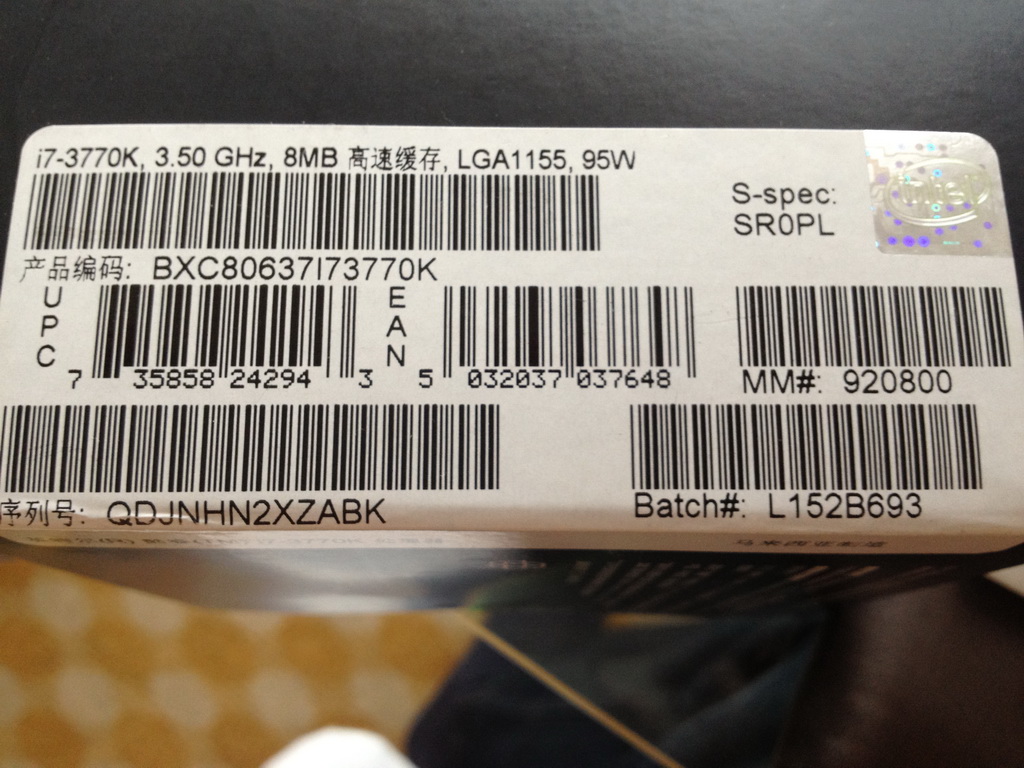 i7-3770K, 3.50 GHz, 8MB 高速缓存, LGA1155, 95W
S-spec:
SR0PL
intel
产品编码: BXC80637I73770K
UPC
7 35858 24294 3
EAN
5 032037 037648
MM#: 920800
序列号: QDJNHN2XZABK
Batch#: L152B693